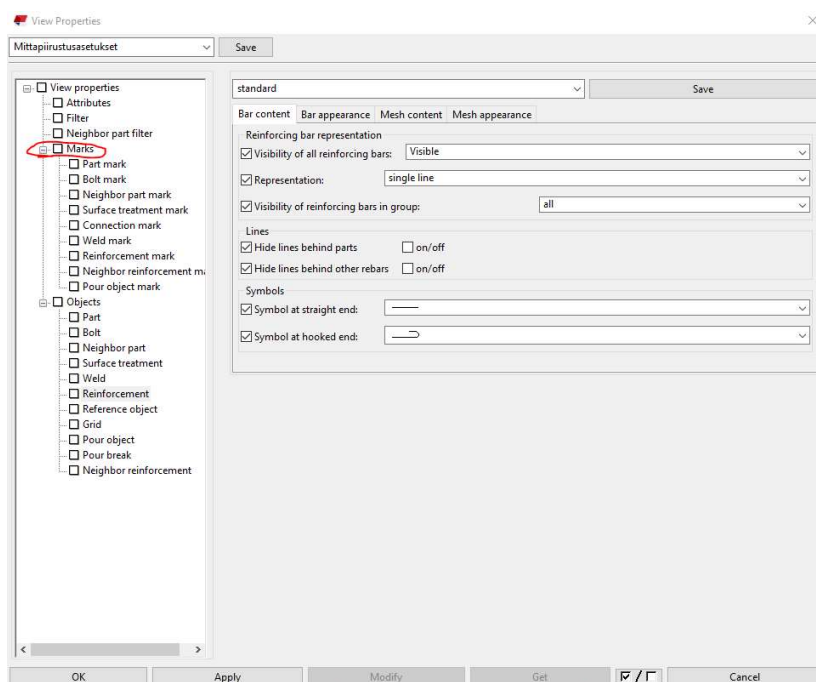 View Properties
Mittapiirustusasetukset
Save
View properties
Attributes
Filter
Neighbor part filter
Marks
Part mark
Bolt mark
Neighbor part mark
Surface treatment mark
Connection mark
Weld mark
Reinforcement mark
Neighbor reinforcement ma
Pour object mark
Objects
Part
Bolt
Neighbor part
Surface treatment
Weld
Reinforcement
Reference object
Grid
Pour object
Pour break
Neighbor reinforcement
standard
Save
Bar content Bar appearance Mesh content Mesh appearance
Reinforcing bar representation
Visibility of all reinforcing bars: Visible
Representation: single line
Visibility of reinforcing bars in group: all
Lines
Hide lines behind parts on/off
Hide lines behind other rebars on/off
Symbols
Symbol at straight end:
Symbol at hooked end:
OK Apply Modify Get Cancel